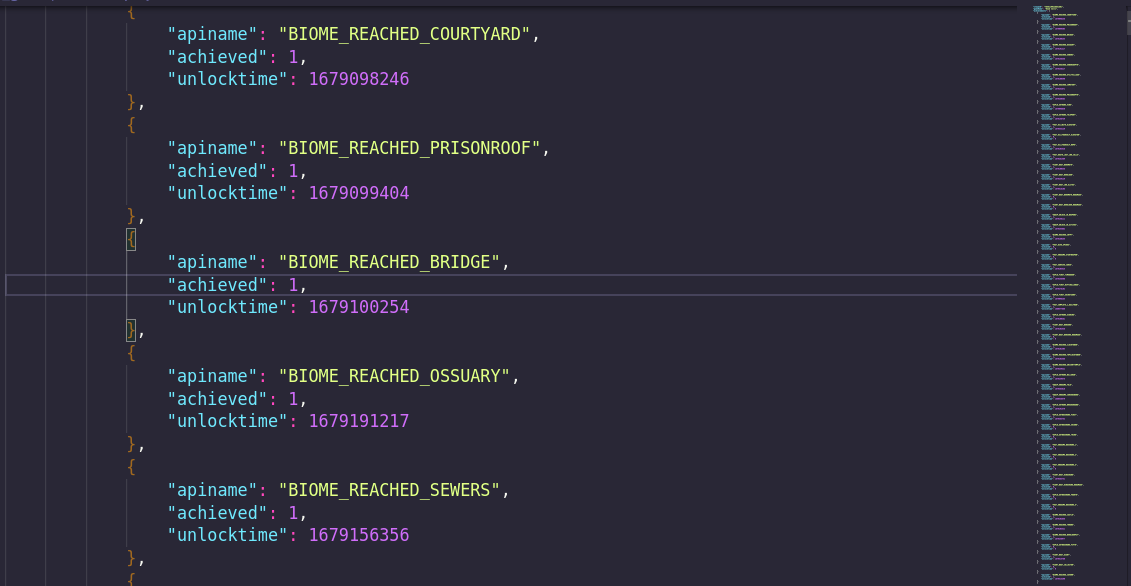 {
"apiname": "BIOME_REACHED_COURTYARD",
"achieved": 1,
"unlocktime": 1679098246
},
{
"apiname": "BIOME_REACHED_PRISONROOF",
"achieved": 1,
"unlocktime": 1679099404
},
{
"apiname": "BIOME_REACHED_BRIDGE",
"achieved": 1,
"unlocktime": 1679100254
},
{
"apiname": "BIOME_REACHED_OSSUARY",
"achieved": 1,
"unlocktime": 1679191217
},
{
"apiname": "BIOME_REACHED_SEWERS",
"achieved": 1,
"unlocktime": 1679156356
},
{